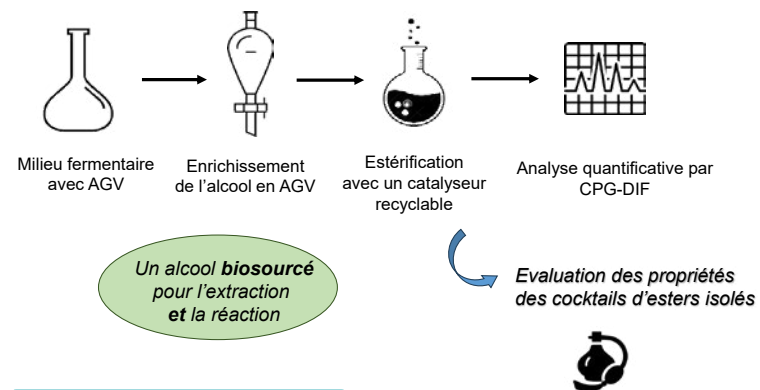 Milieu fermentaire
avec AGV
Enrichissement
de l'alcool en AGV
Estérification
avec un catalyseur
recyclable
Analyse quantificative par
CPG-DIF
Un alcool biosourcé
pour l'extraction
et la réaction
Evaluation des propriétés
des cocktails d'esters isolés